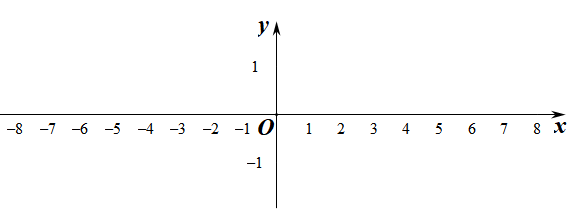 y
1
–8 –7 –6 –5 –4 –3 –2 –1 O 1 2 3 4 5 6 7 8 x
–1